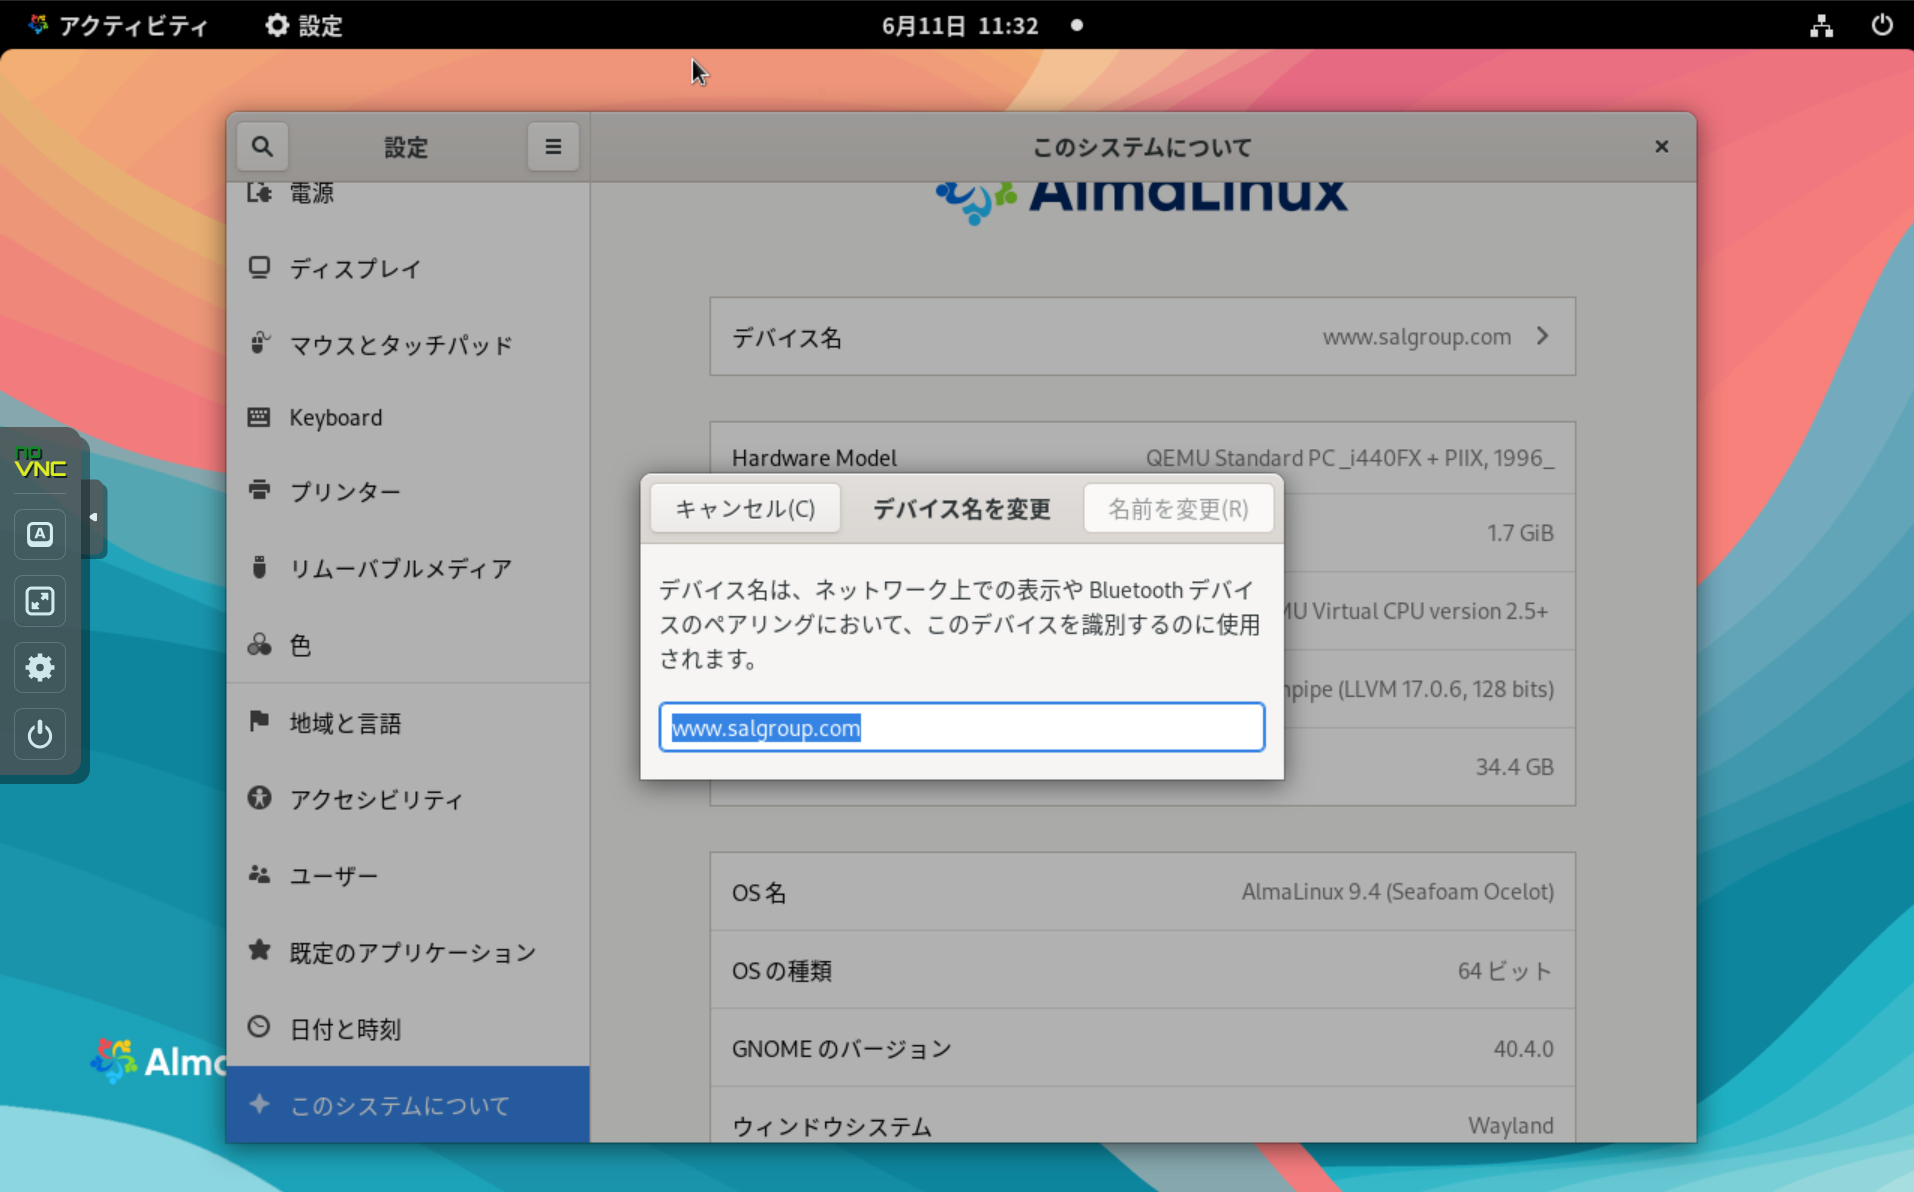 アクティビティ 設定 6月11日 11:32
設定 このシステムについて
電源
AlmaLinux
ディスプレイ
デバイス名 www.salgroup.com
マウスとタッチパッド
Keyboard
Hardware Model QEMU Standard PC _i440FX + PIIX, 1996_
no
VNC
プリンター
キャンセル(C) デバイス名を変更 名前を変更(R)
1.7 GiB
A
リムーバブルメディア
デバイス名は、ネットワーク上での表示や Bluetooth デバイ
スのペアリングにおいて、このデバイスを識別するのに使用
されます。
MU Virtual CPU version 2.5+
色
npipe (LLVM 17.0.6, 128 bits)
地域と言語
www.salgroup.com
34.4 GB
アクセシビリティ
ユーザー
OS 名 AlmaLinux 9.4 (Seafoam Ocelot)
既定のアプリケーション
OS の種類 64 ビット
日付と時刻
GNOME のバージョン 40.4.0
Alma
このシステムについて
ウィンドウシステム Wayland